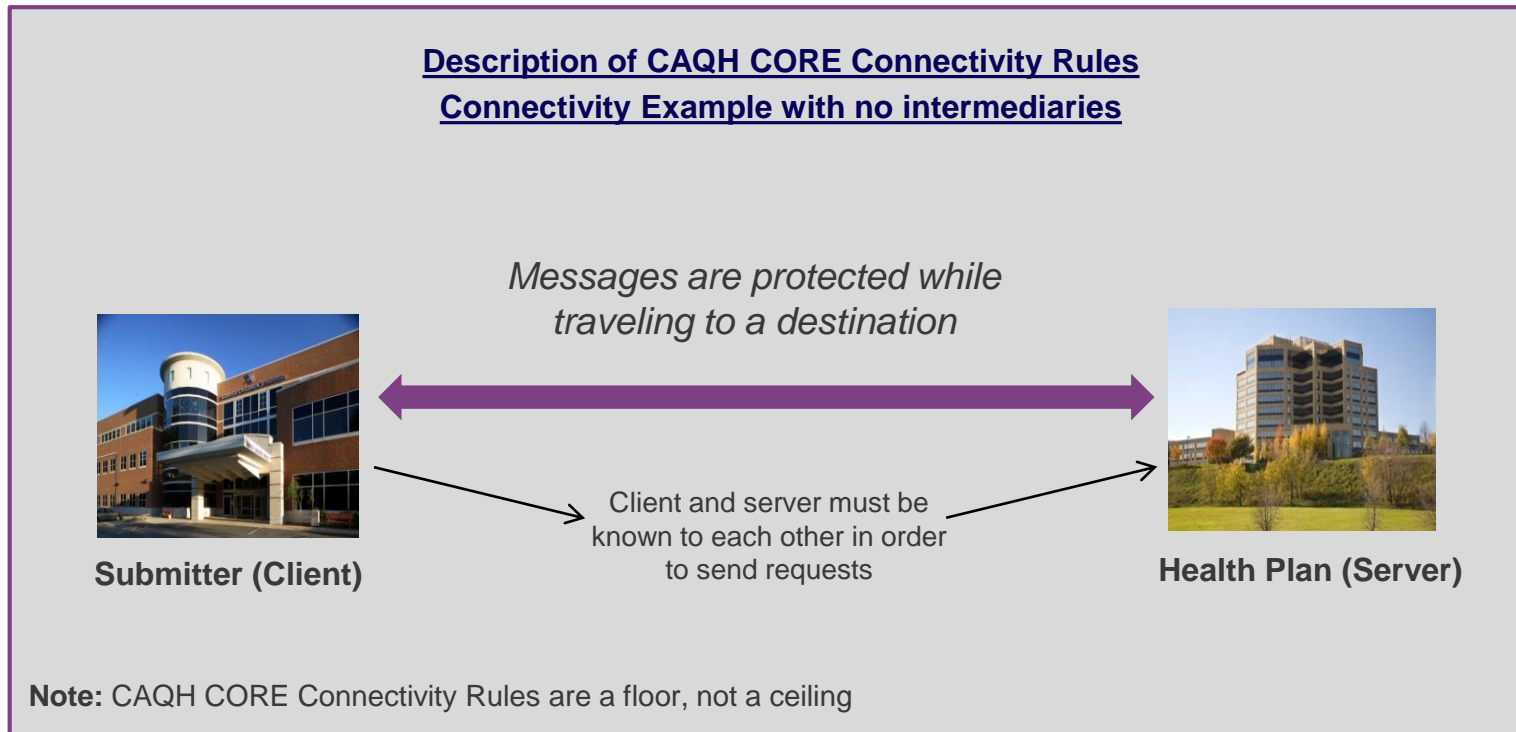 Description of CAQH CORE Connectivity Rules
Connectivity Example with no intermediaries
Messages are protected while
traveling to a destination
Client and server must be
known to each other in order
to send requests
Submitter (Client)
Health Plan (Server)
Note: CAQH CORE Connectivity Rules are a floor, not a ceiling